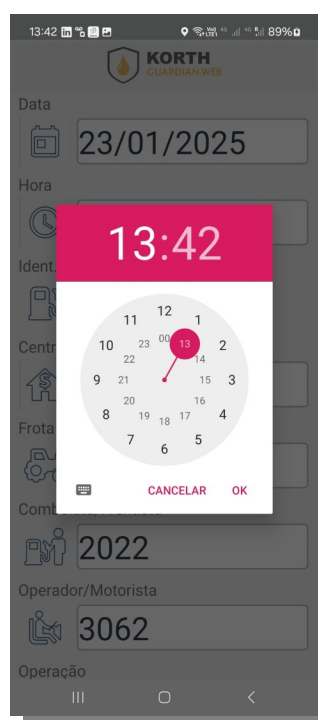 13:42 89%
KORTH
GUARDIAN WEB
Data
23/01/2025
Hora
13:42
Ident.
Centr
Frota
12
11 1
00
23 13
10 2
22 14
9 21 15 3
20 16
8 19 17 4
18
7 5
6
CANCELAR OK
2022
Operador/Motorista
3062
Operação